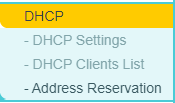 DHCP
- DHCP Settings
- DHCP Clients List
- Address Reservation